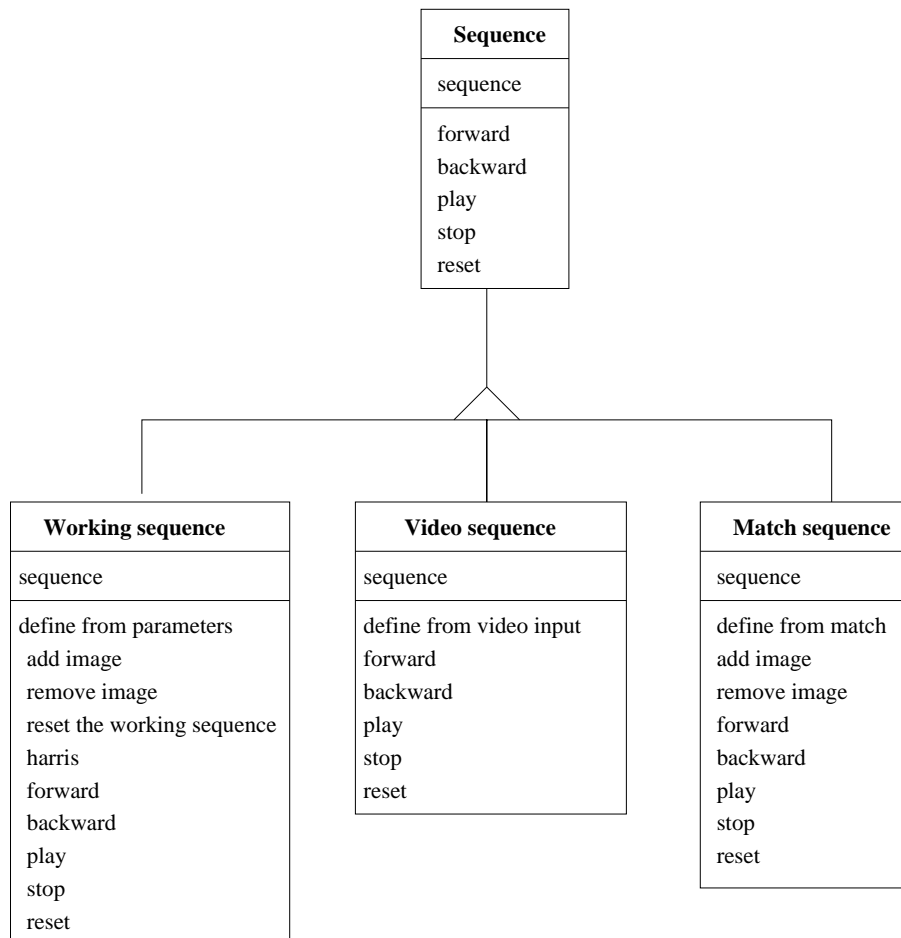 Sequence
sequence
forward
backward
play
stop
reset
Working sequence
sequence
define from parameters
add image
remove image
reset the working sequence
harris
forward
backward
play
stop
reset
Video sequence
sequence
define from video input
forward
backward
play
stop
reset
Match sequence
sequence
define from match
add image
remove image
forward
backward
play
stop
reset